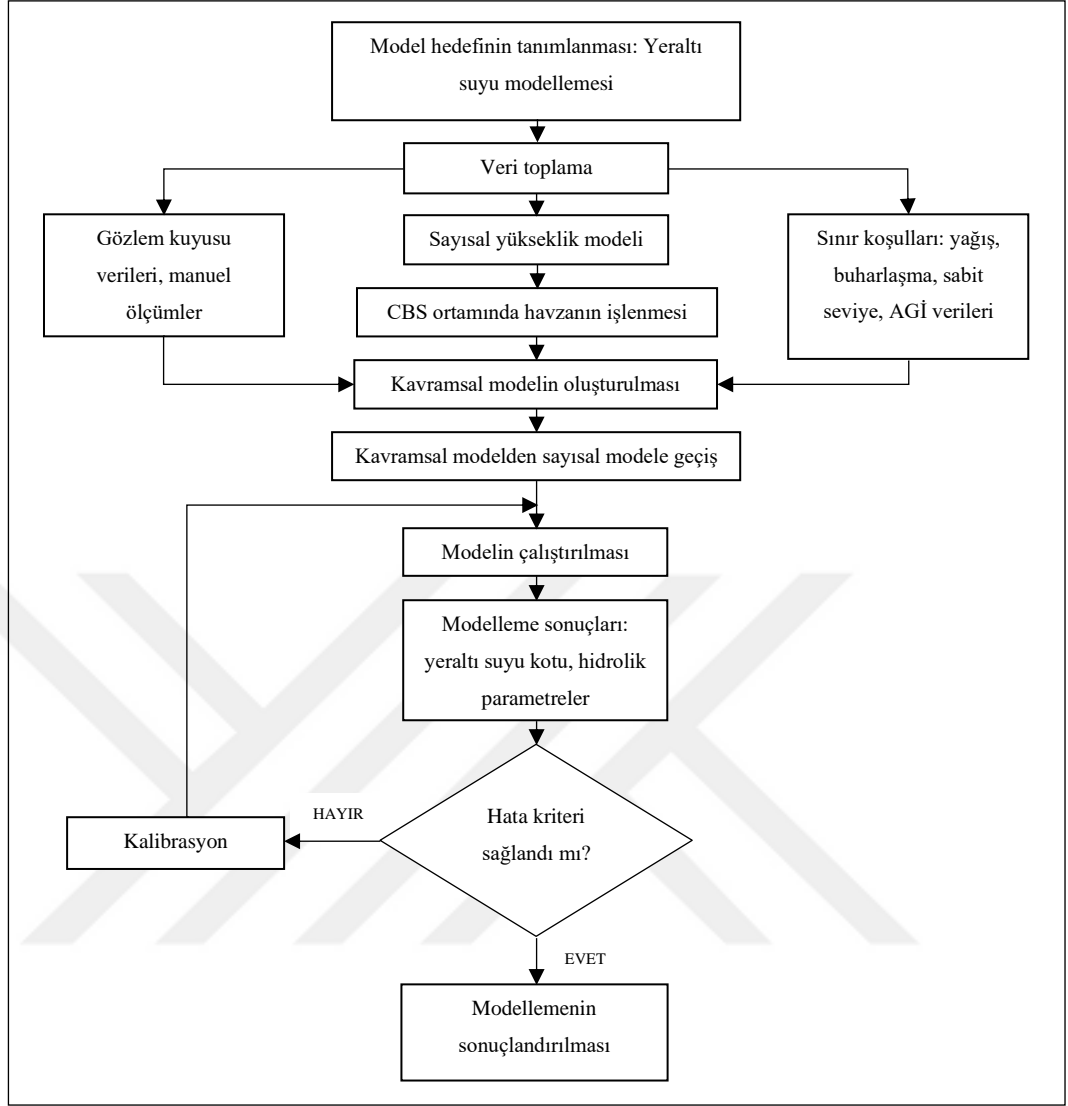 Model hedefinin tanımlanması: Yeraltı
suyu modellemesi
Veri toplama
Gözlem kuyusu
verileri, manuel
ölçümler
Sayısal yükseklik modeli
Sınır koşulları: yağış,
buharlaşma, sabit
seviye, AGİ verileri
CBS ortamında havzanın işlenmesi
Kavramsal modelin oluşturulması
Kavramsal modelden sayısal modele geçiş
Modelin çalıştırılması
Modelleme sonuçları:
yeraltı suyu kotu, hidrolik
parametreler
Hata kriteri
sağlandı mı?
HAYIR
Kalibrasyon
EVET
Modellemenin
sonuçlandırılması